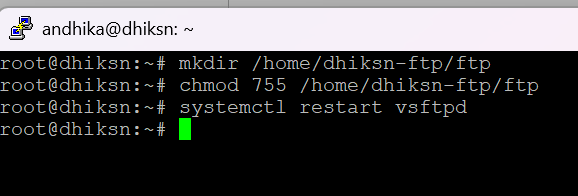 andhika@dhiksn: ~
root@dhiksn:~# mkdir /home/dhiksn-ftp/ftp
root@dhiksn:~# chmod 755 /home/dhiksn-ftp/ftp
root@dhiksn:~# systemctl restart vsftpd
root@dhiksn:~#